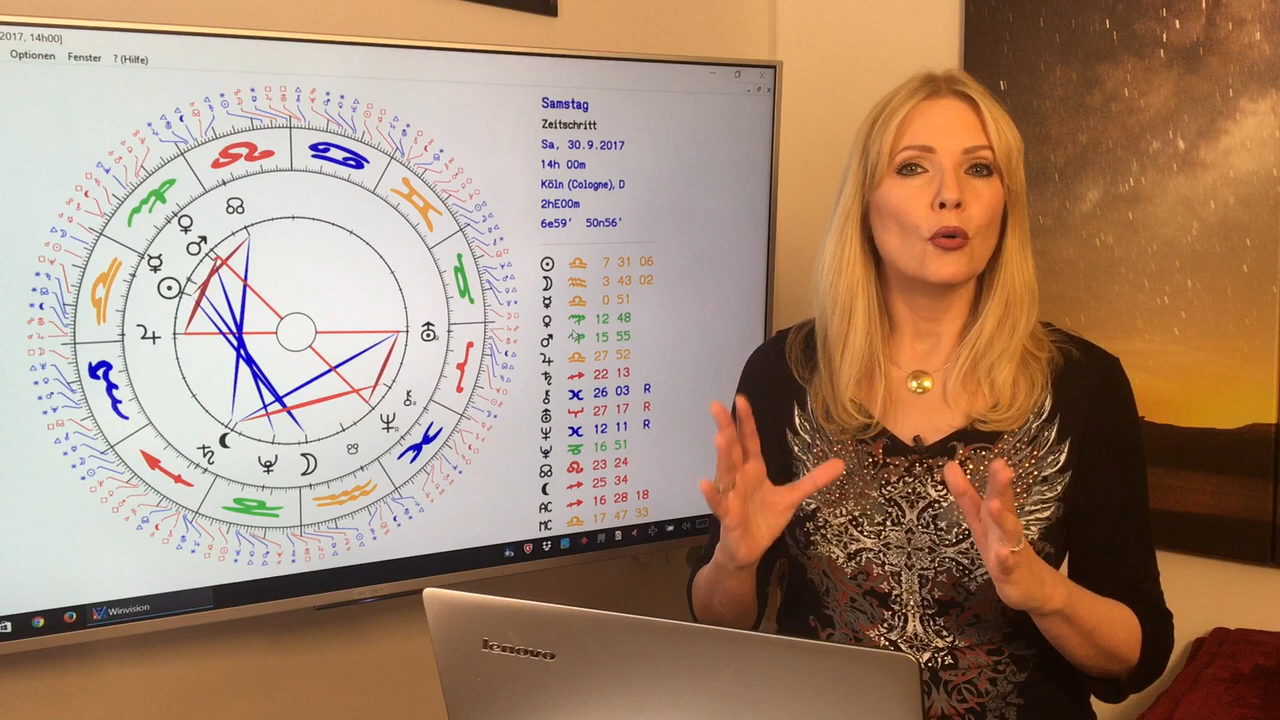 2017, 14h00]
Optionen Fenster ? (Hilfe)
Samstag
Zeitschritt
Sa, 30.9.2017
14h 00m
Köln (Cologne), D
2hE00m
6e59' 50n56'
☉ ♎ 7 31 06
☽ ♒ 3 43 02
☿ ♎ 0 51
♀ ♍ 12 48
♂ ♍ 15 55
♃ ♎ 27 52
♄ ♐ 22 13
⚷ ♓ 26 03 R
⛢ ♈ 27 17 R
♆ ♓ 12 11 R
♑ 16 51
☊ ♌ 23 24
⚸ ♐ 25 34
AC ♐ 16 28 18
MC ♎ 17 47 33
Winvision
lenovo